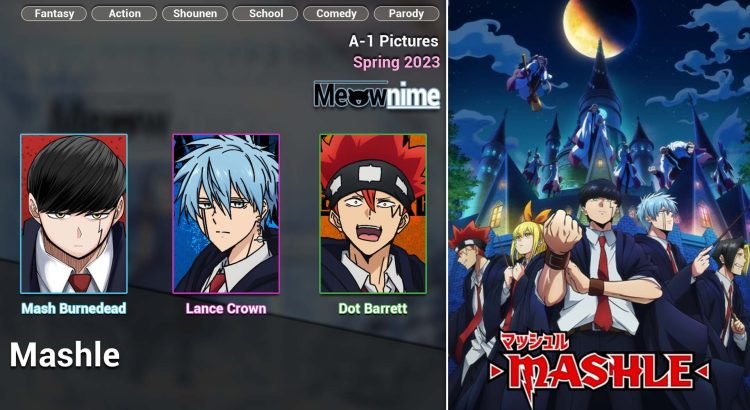 Fantasy
Action
Shounen
School
Comedy
Parody
A-1 Pictures
Spring 2023
Meownime
Mash Burnedead
Lance Crown
Dot Barrett
Mashle
マッシュル
MASHLE